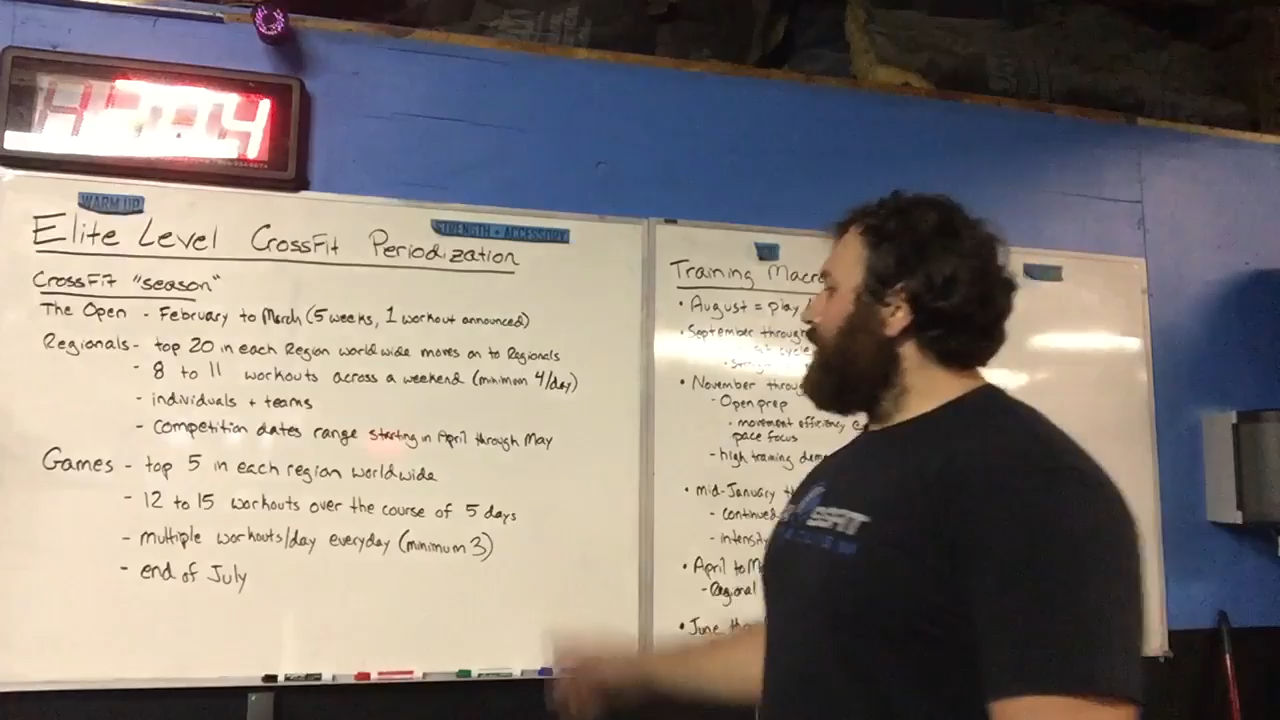 WARM UP
STRENGTH + ACCESSORY
Elite Level CrossFit Periodization
CrossFit "season"
The Open - February to March (5 weeks, 1 workout announced)
Regionals - top 20 in each Region worldwide moves on to Regionals
- 8 to 11 workouts across a weekend (minimum 4/day)
- individuals + teams
- competition dates range starting in April through May
Games - top 5 in each region worldwide
- 12 to 15 workouts over the course of 5 days
- multiple workouts/day everyday (minimum 3)
- end of July
Training Macro
• August = play
• September through
cycle
• November throu
- Open prep
• movement efficiency
pace focus
- high training dem
• mid-January th
- continued
- intensity
• April to M
- Regional
• June thr